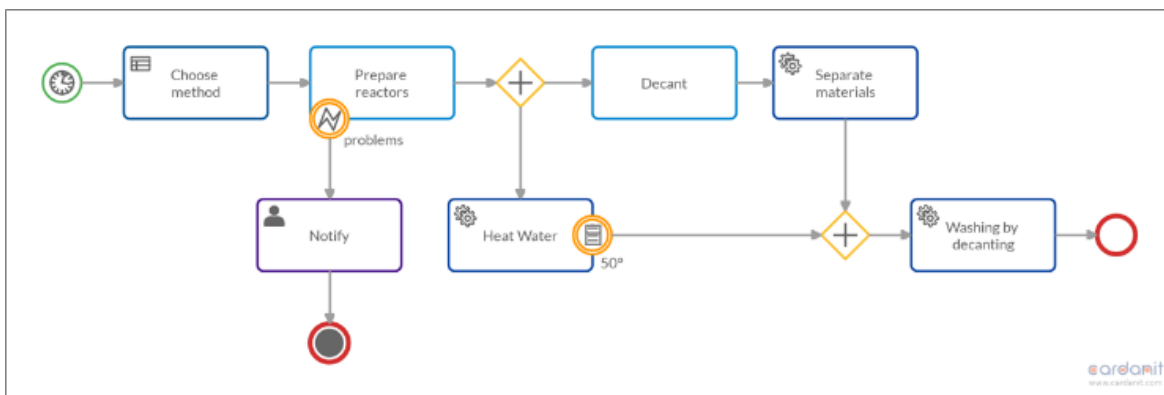 Choose
method
Prepare
reactors
Decant
Separate
materials
problems
Notify
Heat Water
50º
Washing by
decanting
cardanit
www.cardanit.com